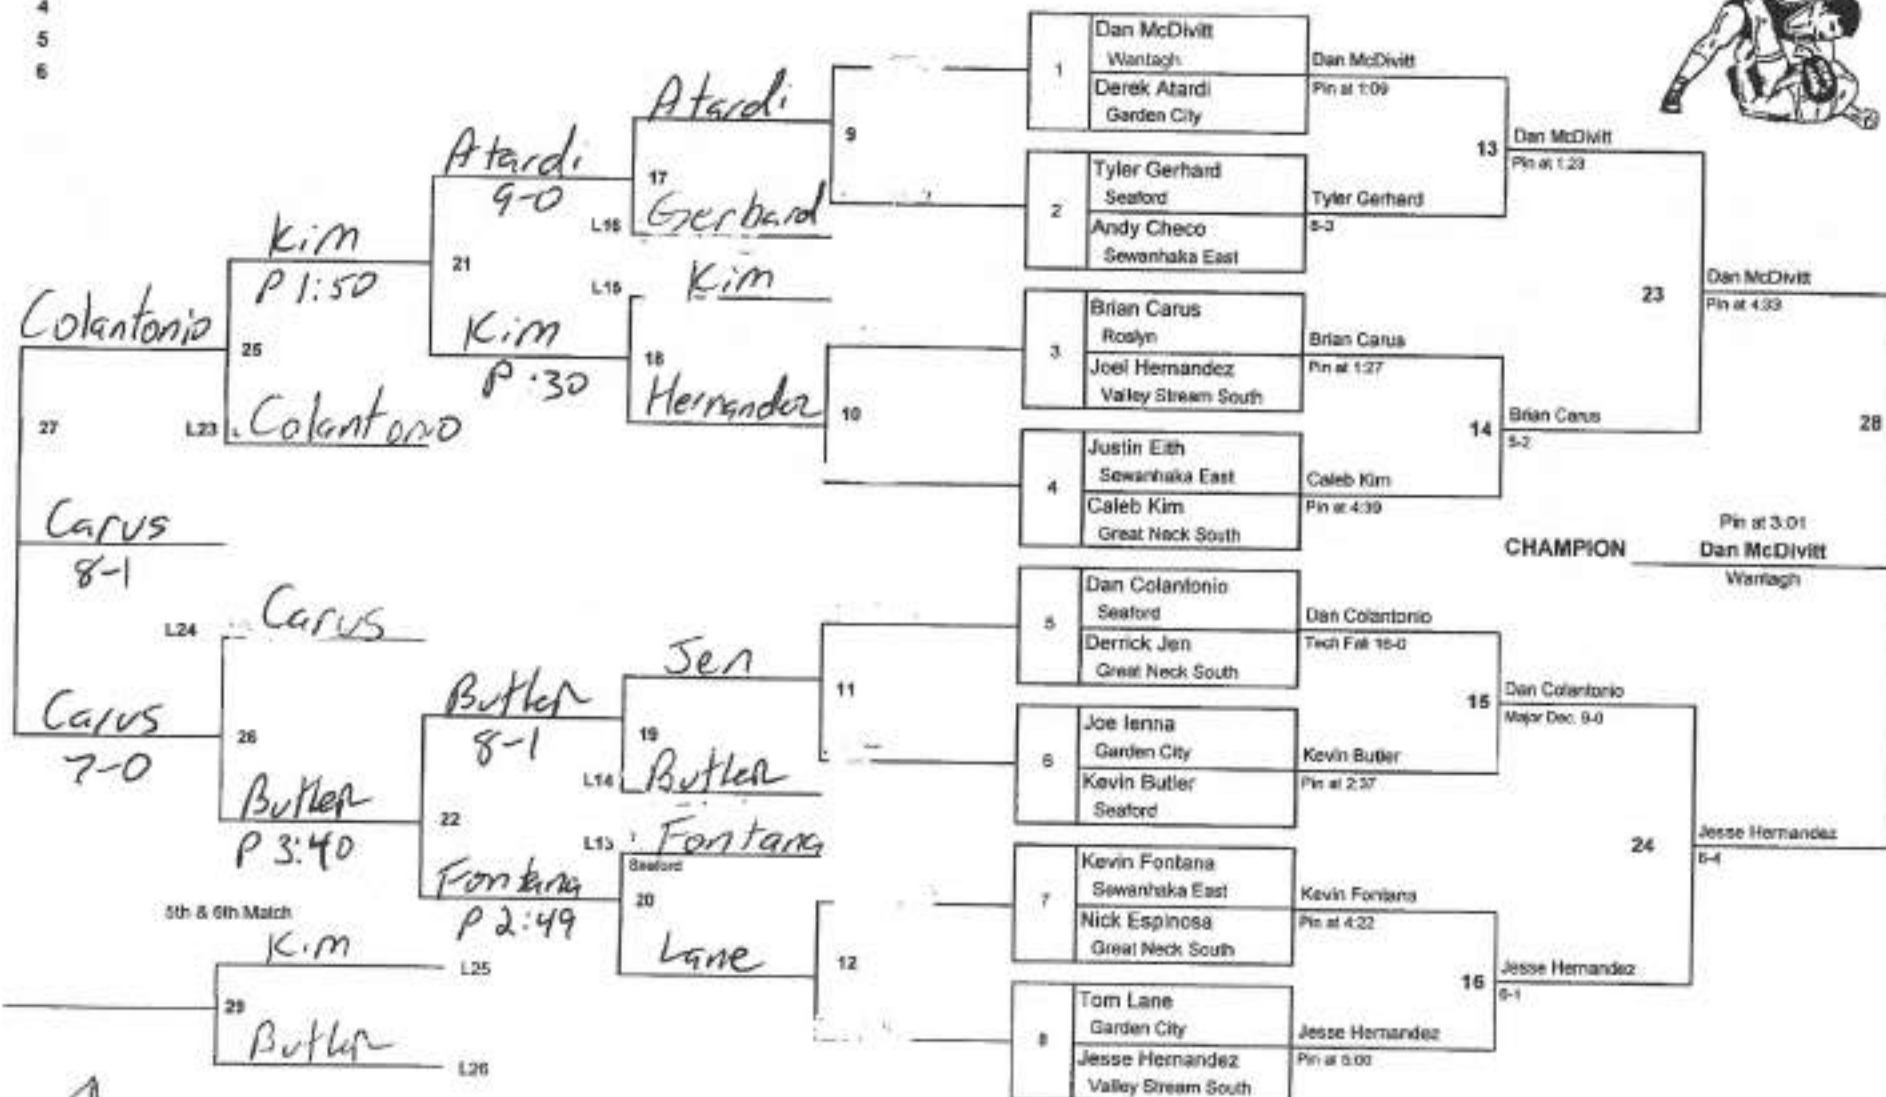 4
5
6
Atardi
Atardi
9-0
9
17
L16
Gerhard
Kim
P 1:50
21
L15
Kim
Kim
P :30
18
Hernandez
10
Colantonio
25
L23
Colantonio
27
Carus
8-1
L24
Carus
Carus
7-0
26
Butler
P 3:40
Butler
8-1
22
Jen
11
19
L14
Butler
L13
Fontana
Seaford
Fontana
P 2:49
20
Lane
12
5th & 6th Match
Kim
L25
29
Butler
L26
1
Dan McDivitt
Wantagh
Derek Atardi
Garden City
Dan McDivitt
Pin at 1:09
2
Tyler Gerhard
Seaford
Andy Checo
Sewanhaka East
Tyler Gerhard
13
Dan McDivitt
Pin at 1:23
3
Brian Carus
Roslyn
Joel Hernandez
Valley Stream South
Brian Carus
Pin at 1:27
4
Justin Eith
Sewanhaka East
Caleb Kim
Great Neck South
Caleb Kim
Pin at 4:39
14
Brian Carus
5-2
23
Dan McDivitt
Pin at 4:33
28
Pin at 3:01
CHAMPION Dan McDivitt
Wantagh
5
Dan Colantonio
Seaford
Derrick Jen
Great Neck South
Dan Colantonio
Tech Fall 16-0
6
Joe Ienna
Garden City
Kevin Butler
Seaford
Kevin Butler
Pin at 2:37
15
Dan Colantonio
Major Dec. 9-0
7
Kevin Fontana
Sewanhaka East
Nick Espinosa
Great Neck South
Kevin Fontana
Pin at 4:22
8
Tom Lane
Garden City
Jesse Hernandez
Valley Stream South
Jesse Hernandez
Pin at 5:00
16
Jesse Hernandez
6-1
24
Jesse Hernandez
6-4